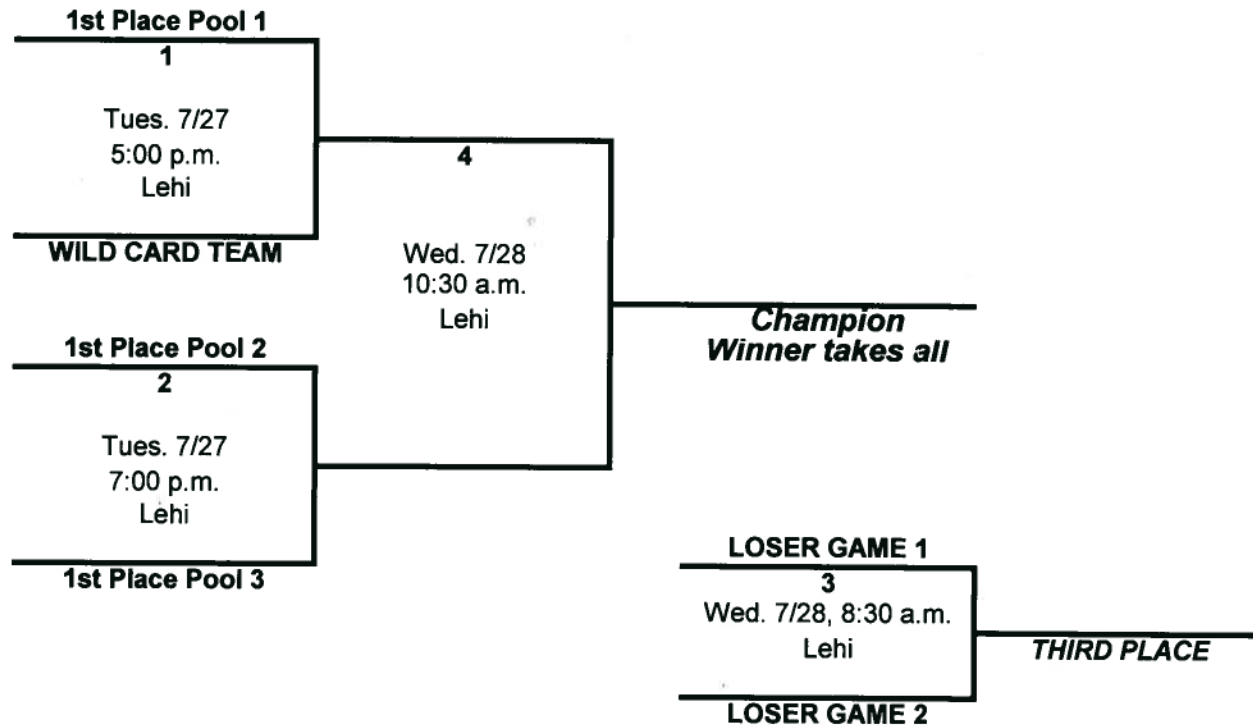 1st Place Pool 1
1
Tues. 7/27
5:00 p.m.
Lehi
WILD CARD TEAM
4
Wed. 7/28
10:30 a.m.
Lehi
Champion
Winner takes all
1st Place Pool 2
2
Tues. 7/27
7:00 p.m.
Lehi
1st Place Pool 3
LOSER GAME 1
3
Wed. 7/28, 8:30 a.m.
Lehi
THIRD PLACE
LOSER GAME 2